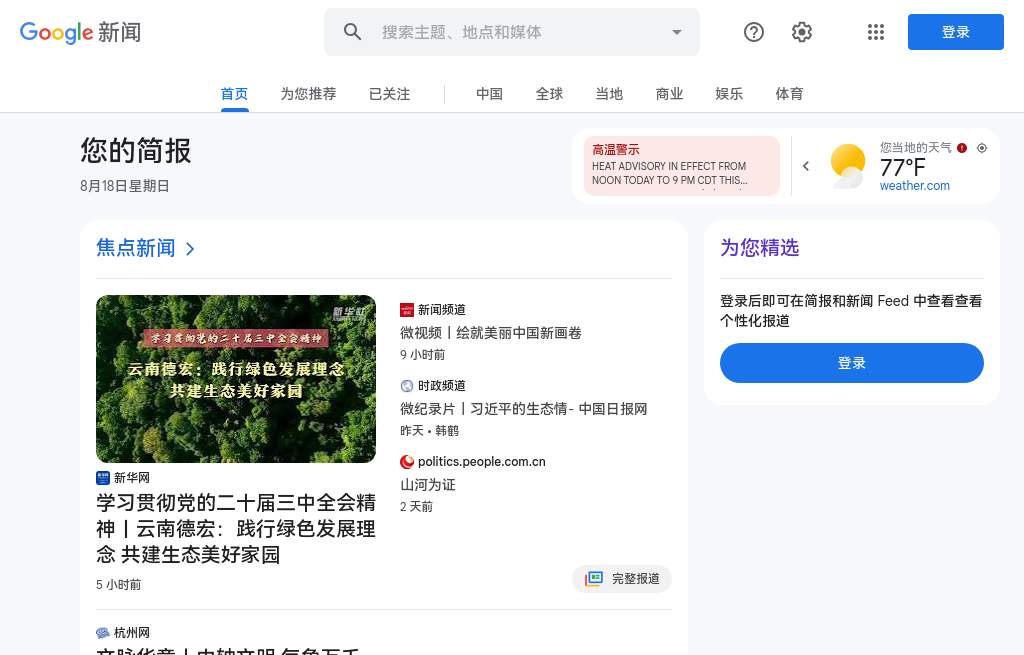 Google 新闻
搜索主题、地点和媒体
登录
首页
为您推荐
已关注
中国
全球
当地
商业
娱乐
体育
您的简报
8月18日星期日
高温警示
HEAT ADVISORY IN EFFECT FROM
NOON TODAY TO 9 PM CDT THIS...
您当地的天气
77°F
weather.com
焦点新闻
新华社
学习贯彻党的二十届三中全会精神
云南德宏：践行绿色发展理念
共建生态美好家园
新华网
学习贯彻党的二十届三中全会精
神丨云南德宏：践行绿色发展理
念 共建生态美好家园
5 小时前
新闻频道
微视频丨绘就美丽中国新画卷
9 小时前
时政频道
微纪录片丨习近平的生态情- 中国日报网
昨天 • 韩鹤
politics.people.com.cn
山河为证
2 天前
完整报道
杭州网
文脉华章丨中轴文明 气象万千
为您精选
登录后即可在简报和新闻 Feed 中查看查看
个性化报道
登录